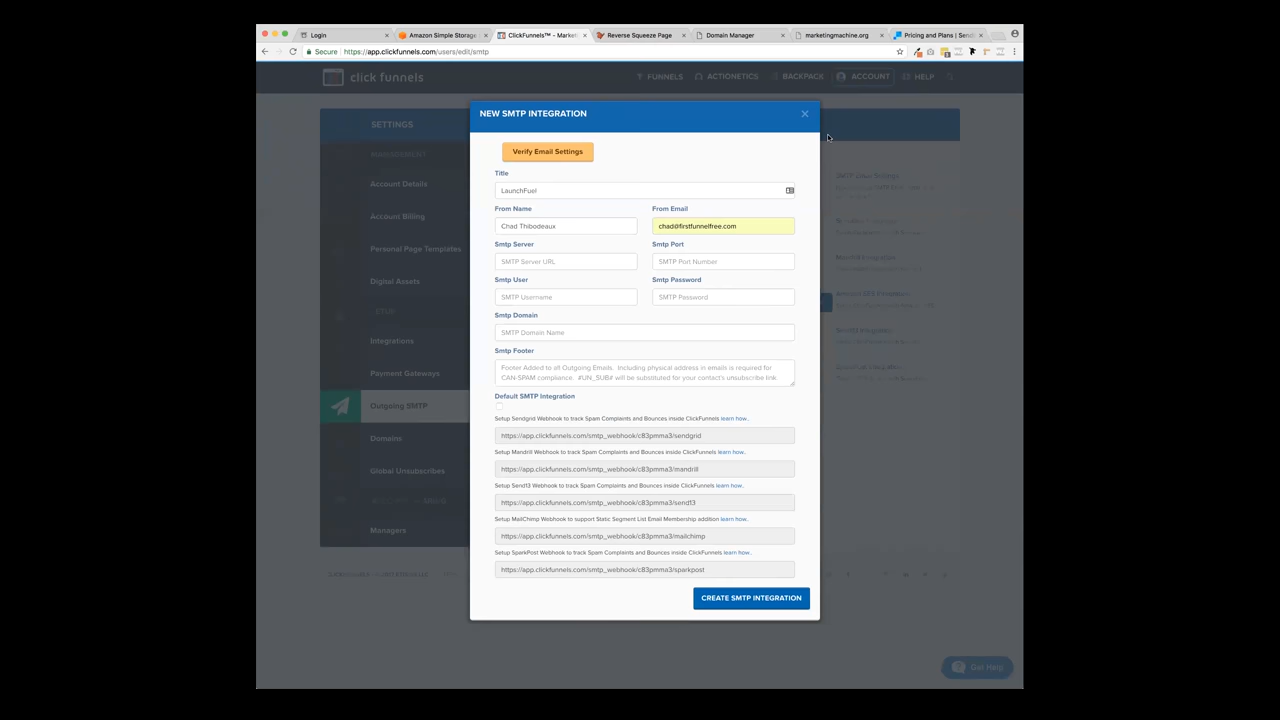 Login
Amazon Simple Storage
ClickFunnels™ - Market
Reverse Squeeze Page
Domain Manager
marketingmachine.org
Pricing and Plans | Send
Secure https://app.clickfunnels.com/users/edit/smtp
click funnels
FUNNELS
ACTIONETICS
BACKPACK
ACCOUNT
HELP
SETTINGS
MANAGEMENT
Account Details
Account Billing
Personal Page Templates
Digital Assets
Integrations
Payment Gateways
Outgoing SMTP
Domains
Global Unsubscribes
Managers
NEW SMTP INTEGRATION
×
Verify Email Settings
Title
LaunchFuel
From Name
From Email
Chad Thibodeaux
chad@firstfunnelfree.com
Smtp Server
Smtp Port
SMTP Server URL
SMTP Port Number
Smtp User
Smtp Password
SMTP Username
SMTP Password
Smtp Domain
SMTP Domain Name
Smtp Footer
Footer Added to all Outgoing Emails. Including physical address in emails is required for
CAN-SPAM compliance. #UN_SUB# will be substituted for your contact's unsubscribe link
Default SMTP Integration
Setup Sendgrid Webhook to track Spam Complaints and Bounces inside ClickFunnels learn how..
https://app.clickfunnels.com/smtp_webhook/c83pmma3/sendgrid
Setup Mandrill Webhook to track Spam Complaints and Bounces inside ClickFunnels learn how..
https://app.clickfunnels.com/smtp_webhook/c83pmma3/mandrill
Setup Send13 Webhook to track Spam Complaints and Bounces inside ClickFunnels learn how..
https://app.clickfunnels.com/smtp_webhook/c83pmma3/send13
Setup MailChimp Webhook to support Static Segment List Email Membership addition learn how..
https://app.clickfunnels.com/smtp_webhook/c83pmma3/mailchimp
Setup SparkPost Webhook to track Spam Complaints and Bounces inside ClickFunnels learn how..
https://app.clickfunnels.com/smtp_webhook/c83pmma3/sparkpost
CREATE SMTP INTEGRATION
Get Help